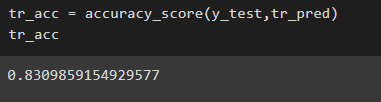 tr_acc = accuracy_score(y_test,tr_pred)
tr_acc
0.8309859154929577